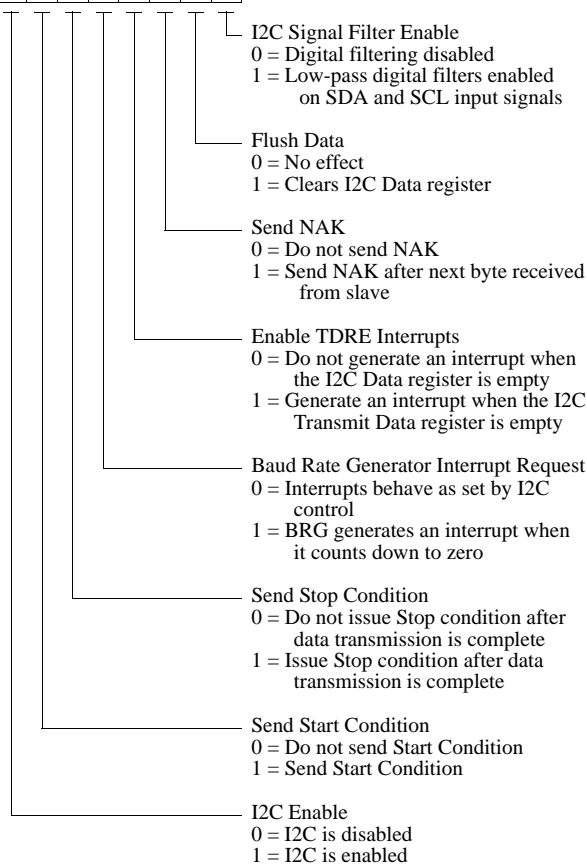 I2C Signal Filter Enable
0 = Digital filtering disabled
1 = Low-pass digital filters enabled
on SDA and SCL input signals
Flush Data
0 = No effect
1 = Clears I2C Data register
Send NAK
0 = Do not send NAK
1 = Send NAK after next byte received
from slave
Enable TDRE Interrupts
0 = Do not generate an interrupt when
the I2C Data register is empty
1 = Generate an interrupt when the I2C
Transmit Data register is empty
Baud Rate Generator Interrupt Request
0 = Interrupts behave as set by I2C
control
1 = BRG generates an interrupt when
it counts down to zero
Send Stop Condition
0 = Do not issue Stop condition after
data transmission is complete
1 = Issue Stop condition after data
transmission is complete
Send Start Condition
0 = Do not send Start Condition
1 = Send Start Condition
I2C Enable
0 = I2C is disabled
1 = I2C is enabled